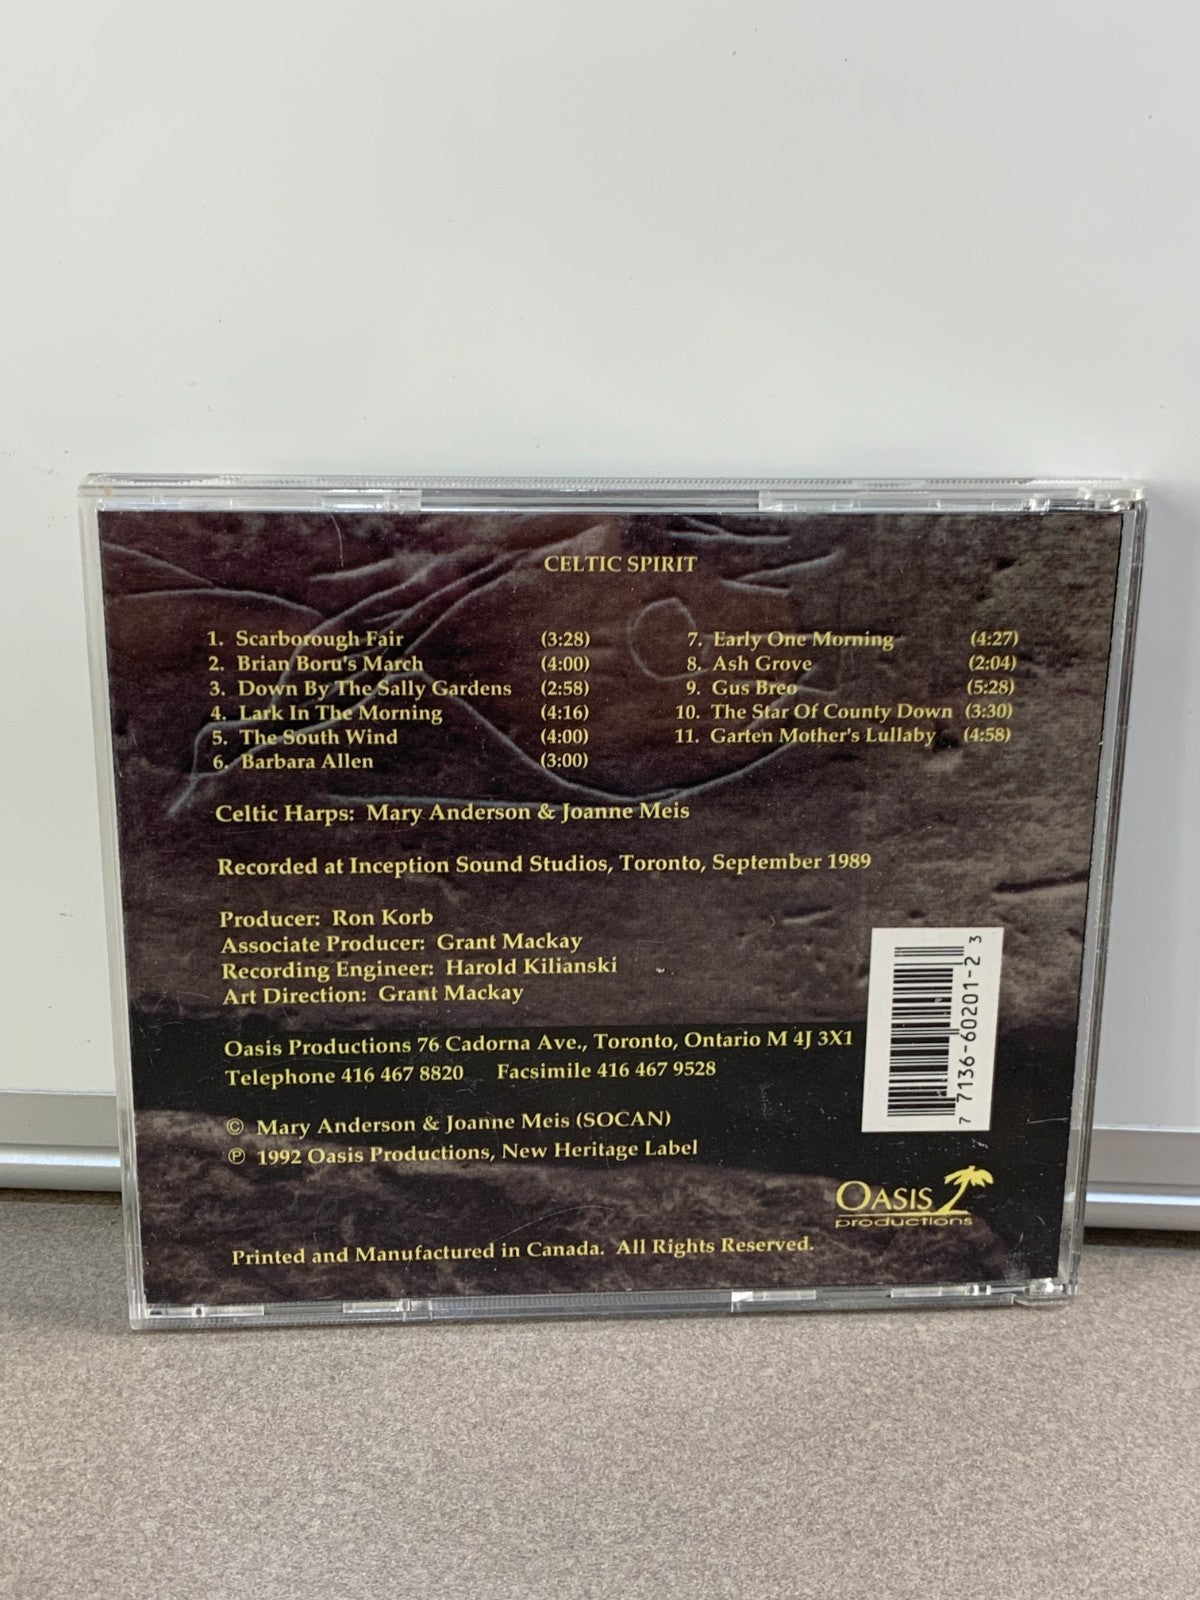 CELTIC SPIRIT
1. Scarborough Fair (3:28)
2. Brian Boru's March (4:00)
3. Down By The Sally Gardens (2:58)
4. Lark In The Morning (4:16)
5. The South Wind (4:00)
6. Barbara Allen (3:00)
7. Early One Morning (4:27)
8. Ash Grove (2:04)
9. Gus Breo (5:28)
10. The Star Of County Down (3:30)
11. Garten Mother's Lullaby (4:58)
Celtic Harps: Mary Anderson & Joanne Meis
Recorded at Inception Sound Studios, Toronto, September 1989
Producer: Ron Korb
Associate Producer: Grant Mackay
Recording Engineer: Harold Kilianski
Art Direction: Grant Mackay
Oasis Productions 76 Cadorna Ave., Toronto, Ontario M 4J 3X1
Telephone 416 467 8820 Facsimile 416 467 9528
© Mary Anderson & Joanne Meis (SOCAN)
℗ 1992 Oasis Productions, New Heritage Label
7 7136-60201-2 3
OASIS
productions
Printed and Manufactured in Canada. All Rights Reserved.